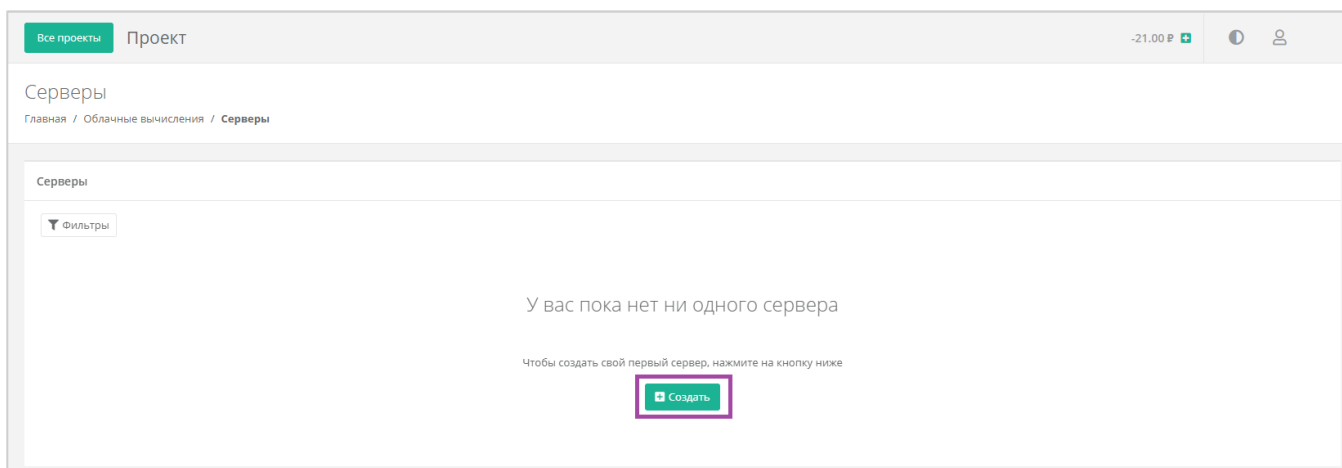 Все проекты Проект -21.00 ₽
Серверы
Главная / Облачные вычисления / Серверы
Серверы
Фильтры
У вас пока нет ни одного сервера
Чтобы создать свой первый сервер, нажмите на кнопку ниже
Создать